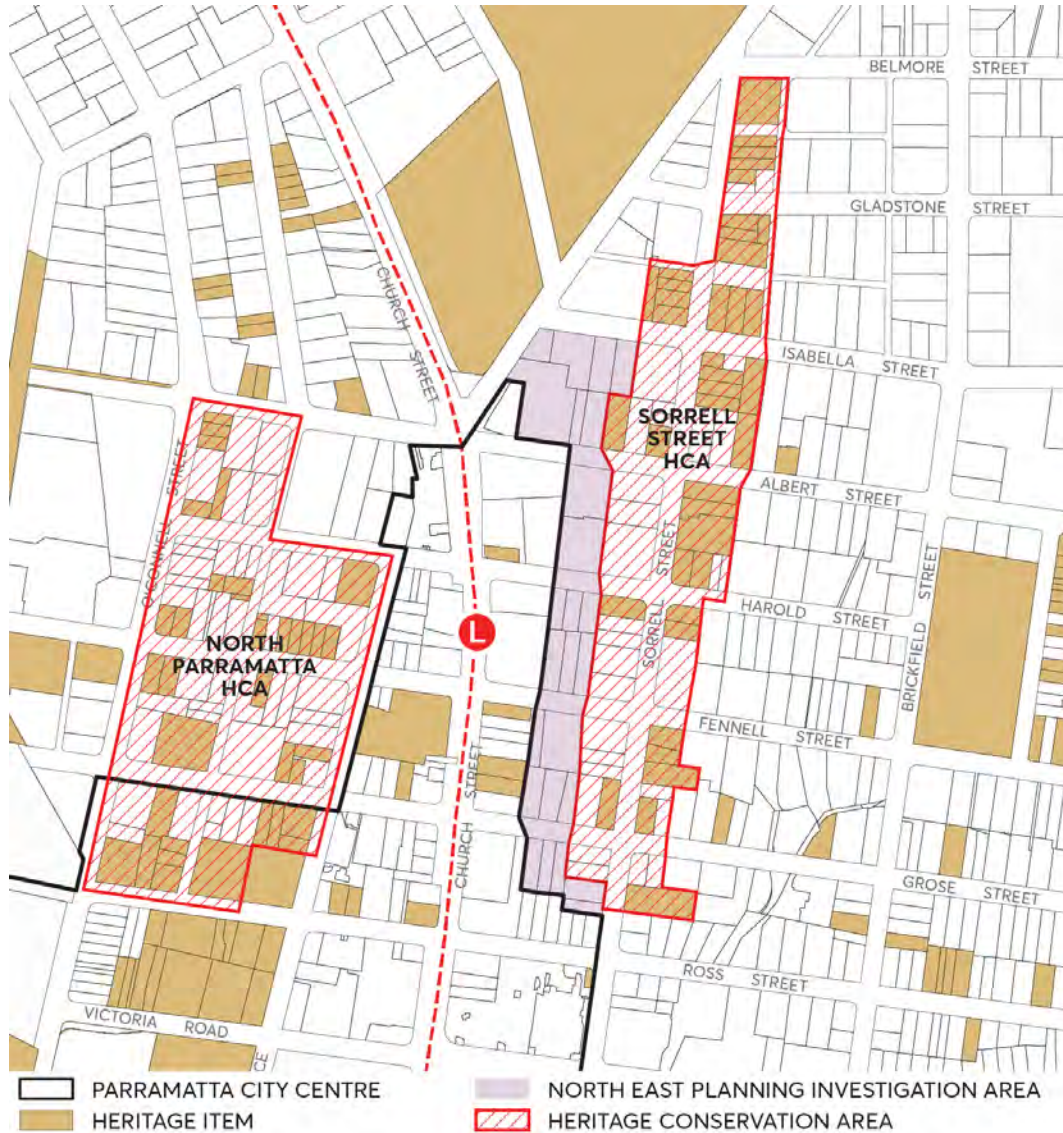 BELMORE STREET
GLADSTONE STREET
CHURCH STREET
ISABELLA STREET
SORRELL
STREET
HCA
O'CONNELL STREET
ALBERT STREET
SORRELL STREET
HAROLD STREET
BRICKFIELD STREET
L
NORTH
PARRAMATTA
HCA
FENNELL STREET
CHURCH STREET
GROSE STREET
ROSS STREET
VICTORIA ROAD
CE
PARRAMATTA CITY CENTRE
NORTH EAST PLANNING INVESTIGATION AREA
HERITAGE ITEM
HERITAGE CONSERVATION AREA